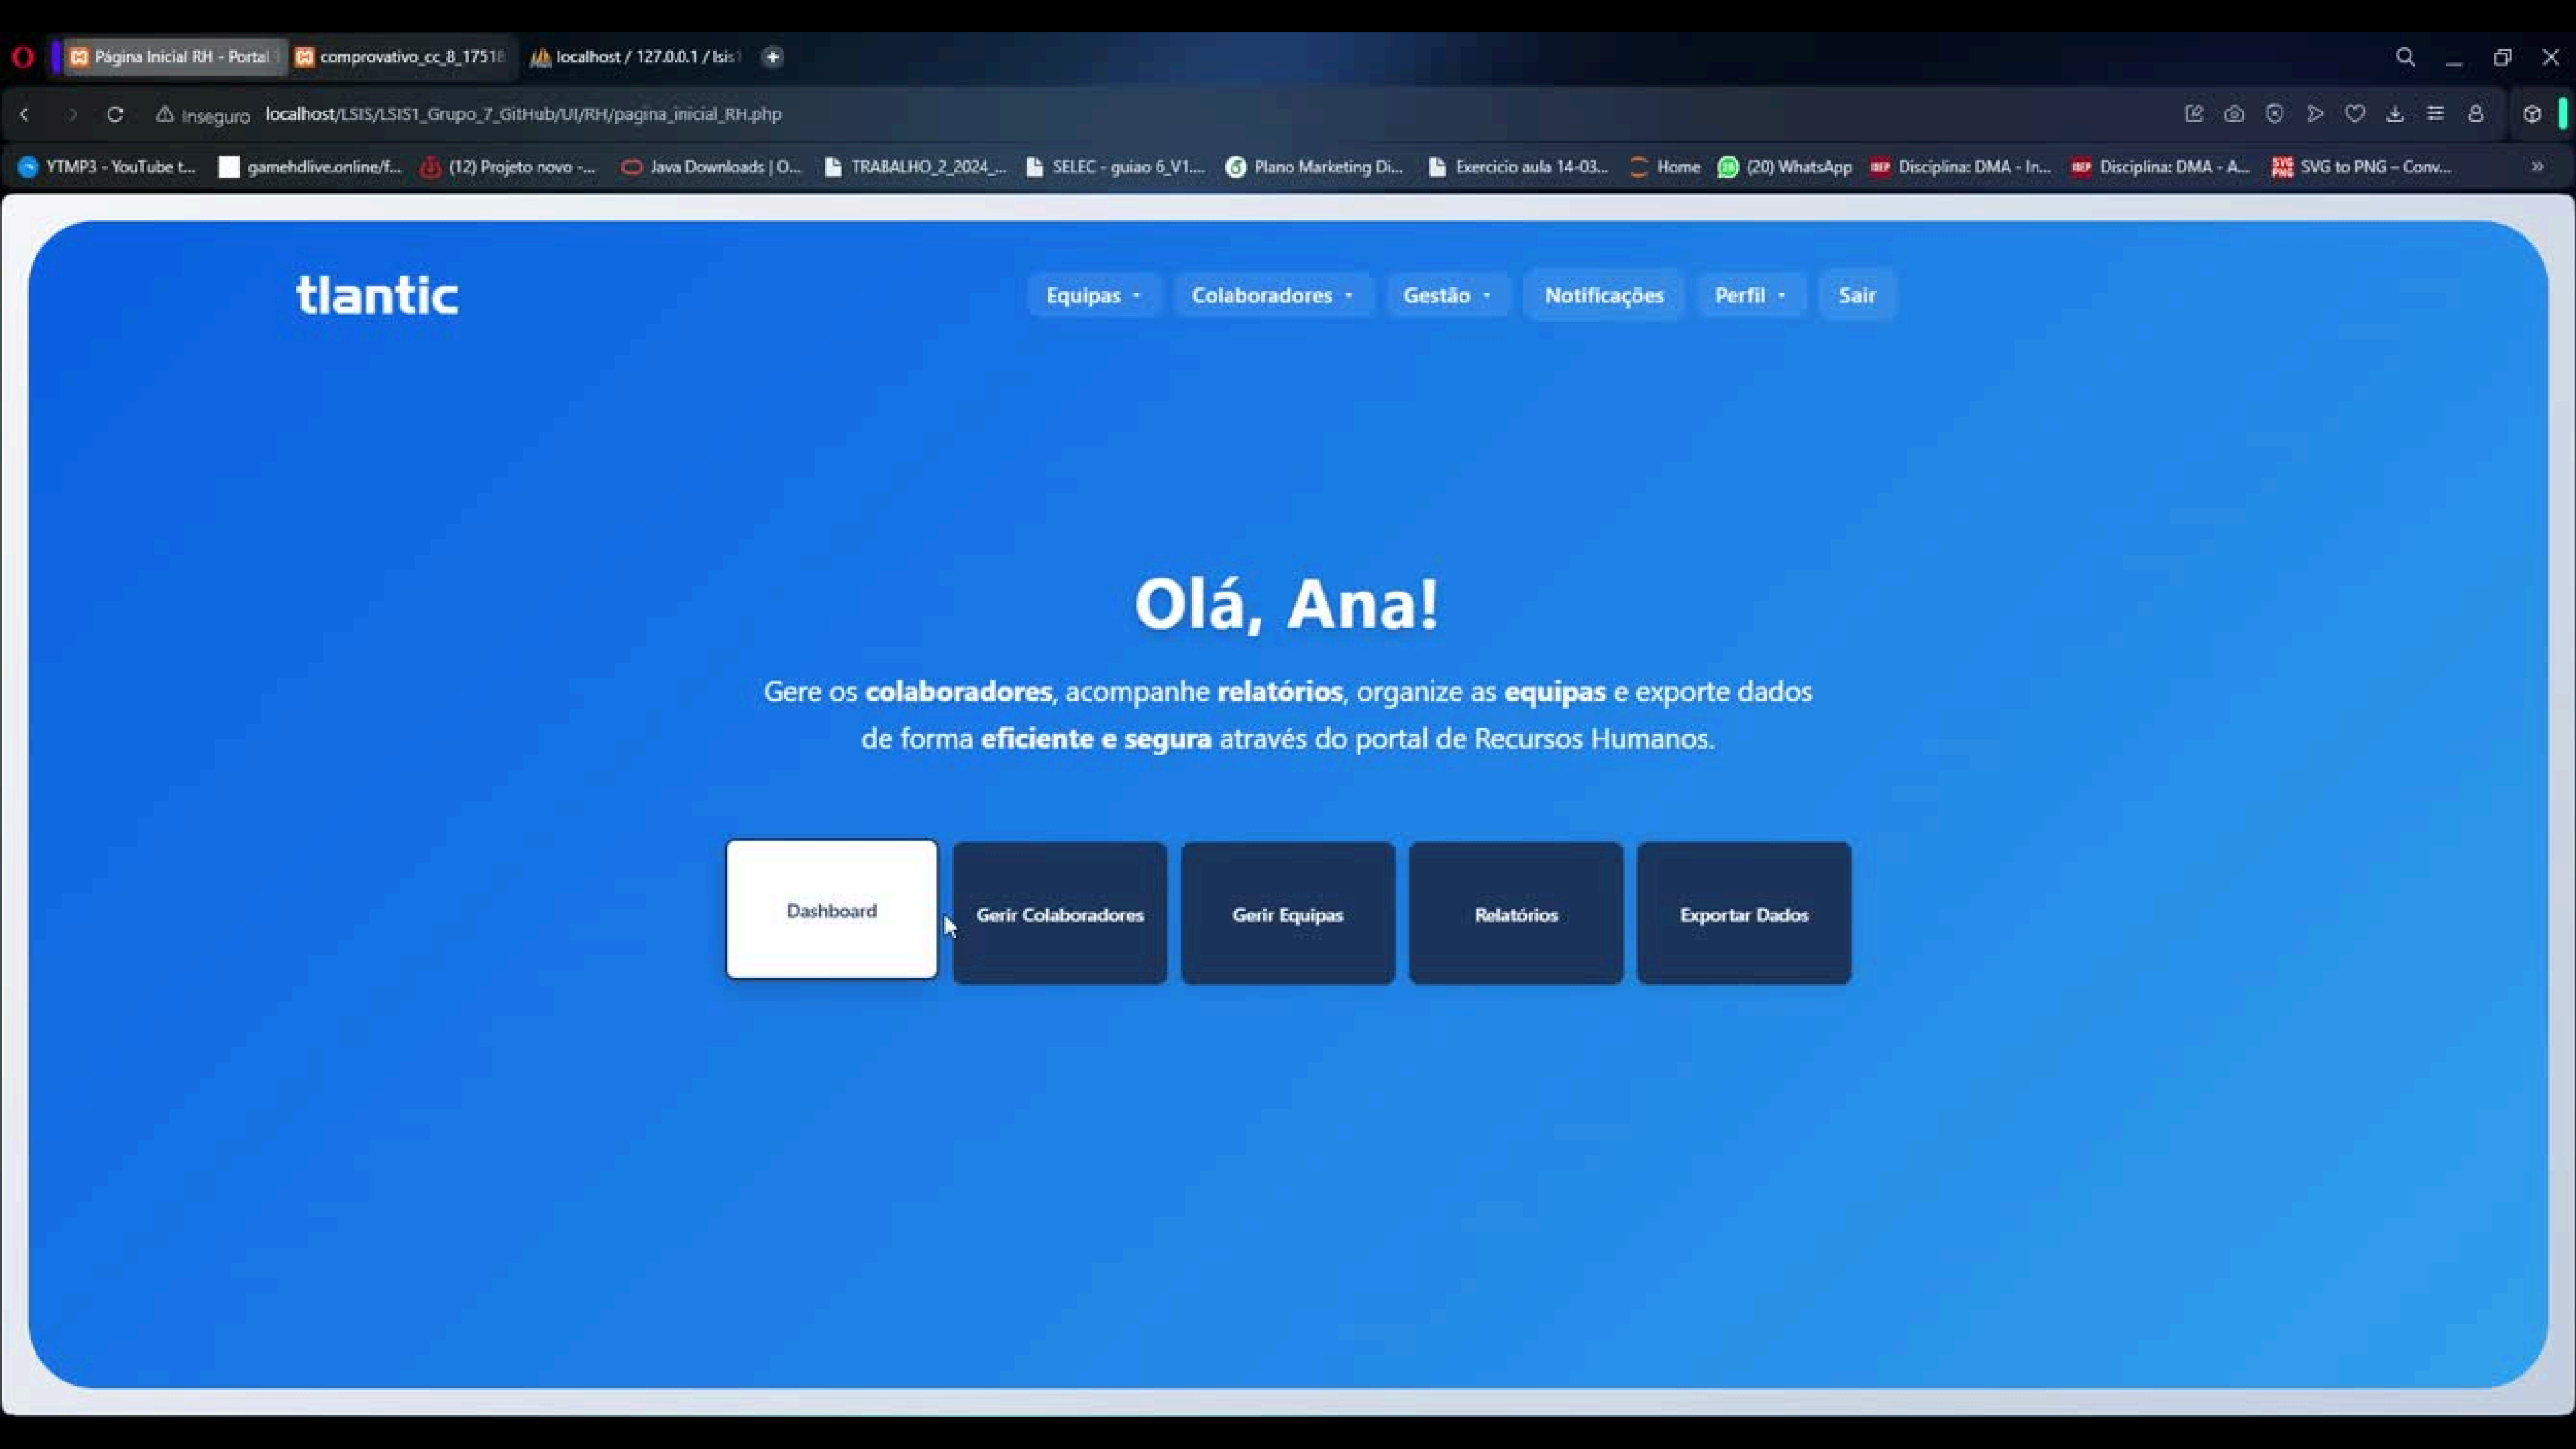 Página Inicial RH - Portal
comprovativo_cc_8_17518
localhost / 127.0.0.1 / lsis1
Inseguro localhost/LSIS/LSIS1_Grupo_7_GitHub/UI/RH/pagina_inicial_RH.php
YTMP3 - YouTube t... gamehdlive.online/f... (12) Projeto novo -... Java Downloads | O... TRABALHO_2_2024_... SELEC - guiao 6_V1.... Plano Marketing Di... Exercicio aula 14-03... Home (20) WhatsApp Disciplina: DMA - In... Disciplina: DMA - A... SVG to PNG – Conv...
tlantic
Equipas Colaboradores Gestão Notificações Perfil Sair
Olá, Ana!
Gere os colaboradores, acompanhe relatórios, organize as equipas e exporte dados
de forma eficiente e segura através do portal de Recursos Humanos.
Dashboard
Gerir Colaboradores
Gerir Equipas
Relatórios
Exportar Dados